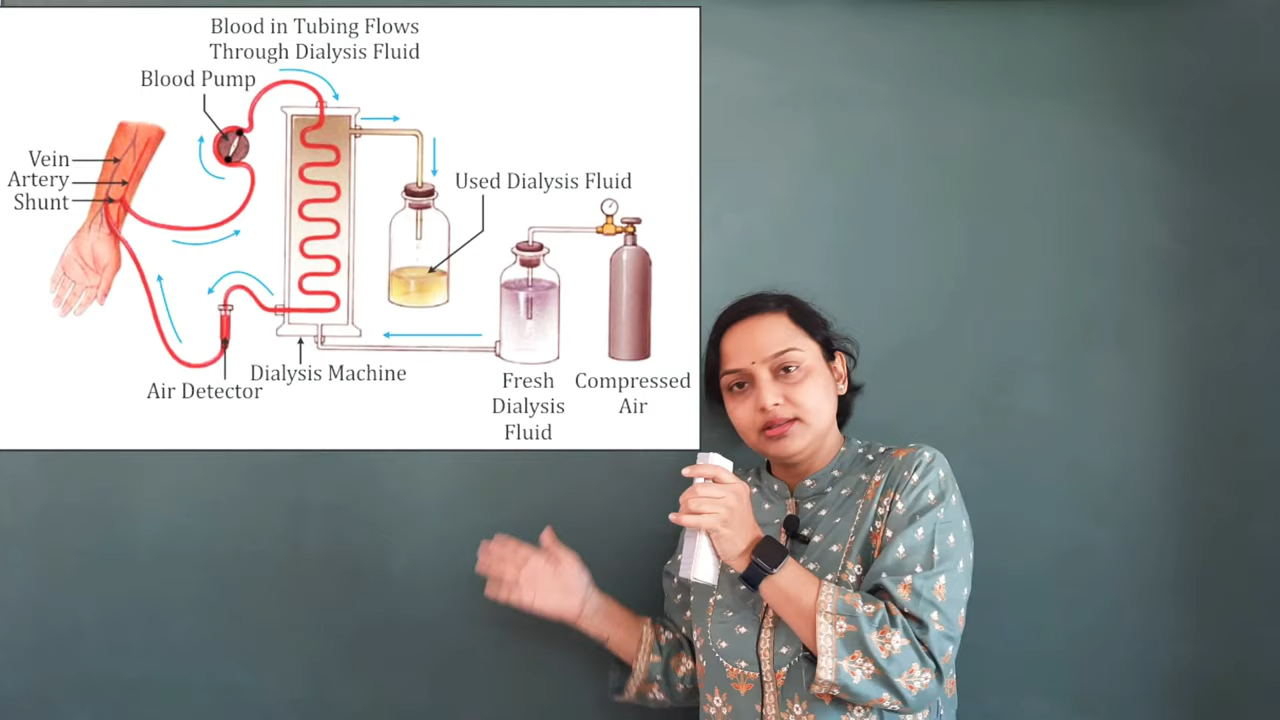 Blood in Tubing Flows
Through Dialysis Fluid
Blood Pump
Vein
Artery
Shunt
Used Dialysis Fluid
Air Detector
Dialysis Machine
Fresh
Dialysis
Fluid
Compressed
Air